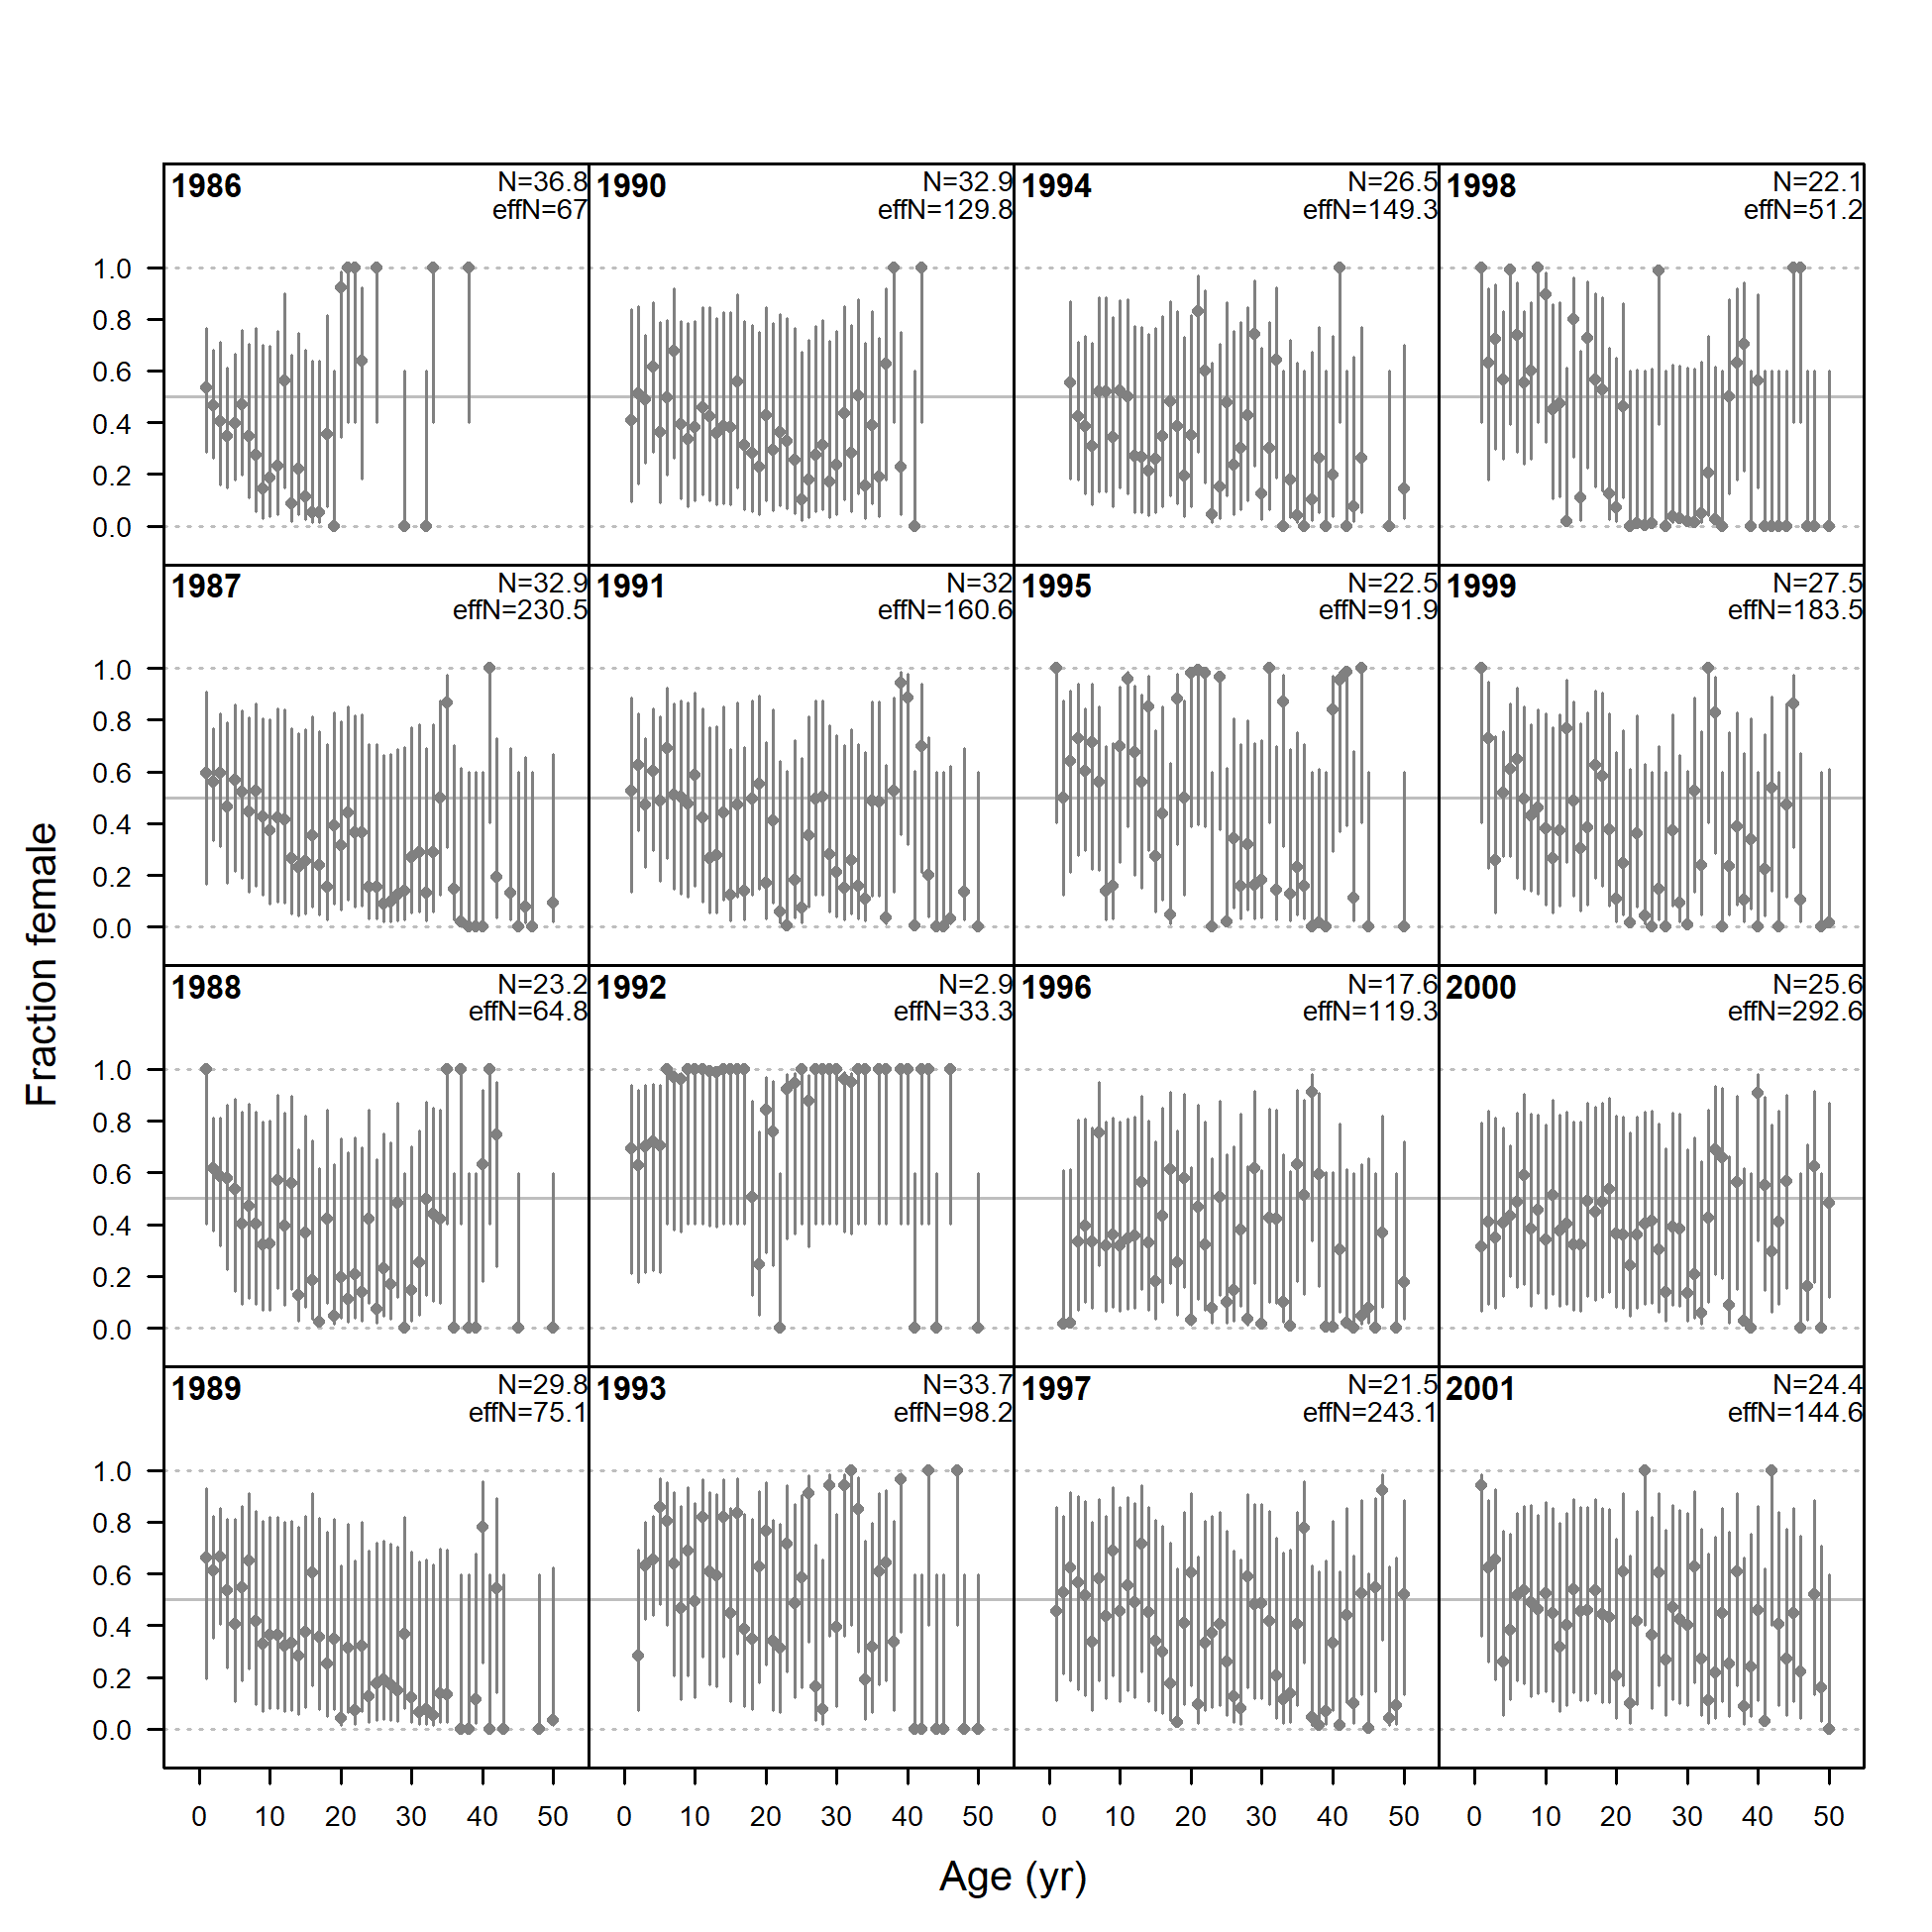 1986 N=36.8 1990 N=32.9 1994 N=26.5 1998 N=22.1
effN=67 effN=129.8 effN=149.3 effN=51.2
1.0
0.8
0.6
0.4
0.2
0.0
1987 N=32.9 1991 N=32 1995 N=22.5 1999 N=27.5
effN=230.5 effN=160.6 effN=91.9 effN=183.5
1.0
0.8
0.6
0.4
0.2
0.0
Fraction female
1988 N=23.2 1992 N=2.9 1996 N=17.6 2000 N=25.6
effN=64.8 effN=33.3 effN=119.3 effN=292.6
1.0
0.8
0.6
0.4
0.2
0.0
1989 N=29.8 1993 N=33.7 1997 N=21.5 2001 N=24.4
effN=75.1 effN=98.2 effN=243.1 effN=144.6
1.0
0.8
0.6
0.4
0.2
0.0
0 10 20 30 40 50 0 10 20 30 40 50 0 10 20 30 40 50 0 10 20 30 40 50
Age (yr)